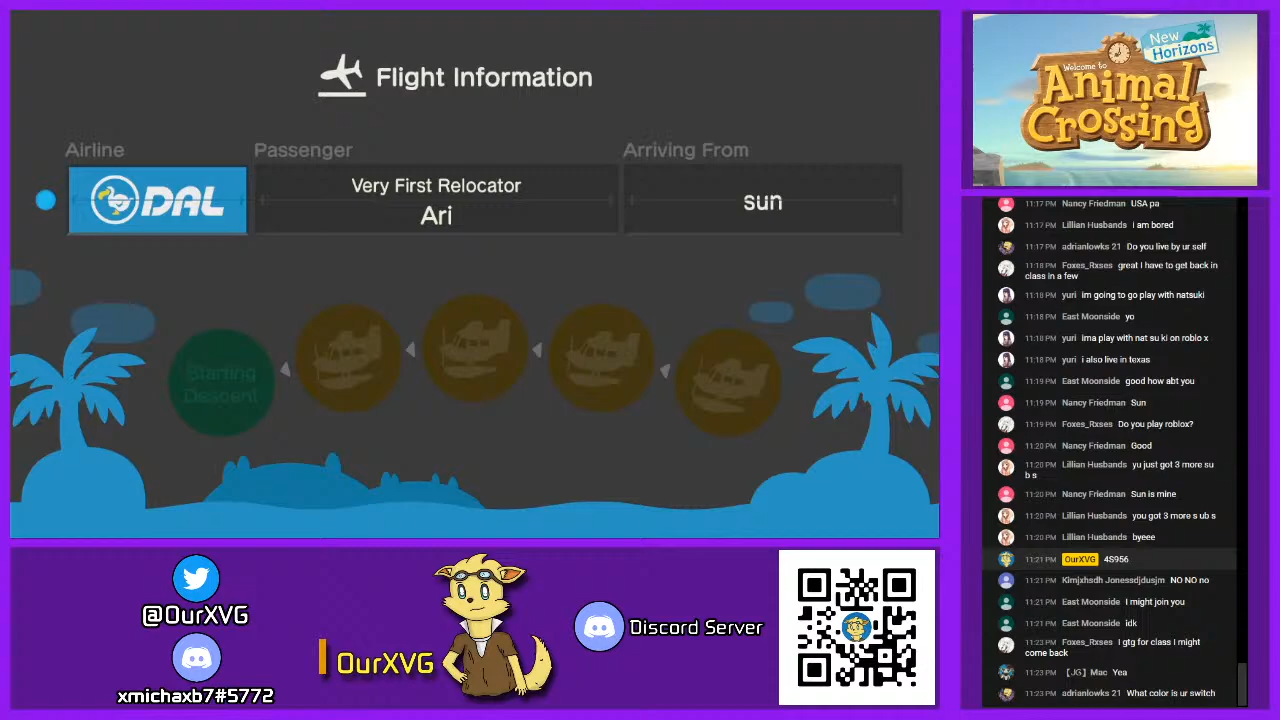 Flight Information
Airline
Passenger
Arriving From
DAL
Very First Relocator
Ari
sun
Starting
Descent
@OurXVG
xmichaxb7#5772
OurXVG
Discord Server
Welcome to
Animal
Crossing
New
Horizons
11:17 PM Nancy Friedman USA pa
11:17 PM Lillian Husbands I am bored
11:17 PM adrianlowks 21 Do you live by ur self
11:18 PM Foxes_Rxses great I have to get back in
class in a few
11:18 PM yuri im going to go play with natsuki
11:18 PM East Moonside yo
11:18 PM yuri Ima play with nat su ki on roblo x
11:18 PM yuri i also live in texas
11:19 PM East Moonside good how abt you
11:19 PM Nancy Friedman Sun
11:19 PM Foxes_Rxses Do you play roblox?
11:20 PM Nancy Friedman Good
11:20 PM Lillian Husbands yu just got 3 more su
b s
11:20 PM Nancy Friedman Sun is mine
11:20 PM Lillian Husbands you got 3 more s ub s
11:20 PM Lillian Husbands byeee
11:21 PM OurXVG 4S956
11:21 PM Kimjxhsdh Jonessdjdusjm NO NO no
11:21 PM East Moonside I might join you
11:21 PM East Moonside idk
11:23 PM Foxes_Rxses I gtg for class I might
come back
11:23 PM 【JG】Mac Yea
11:23 PM adrianlowks 21 What color is ur switch